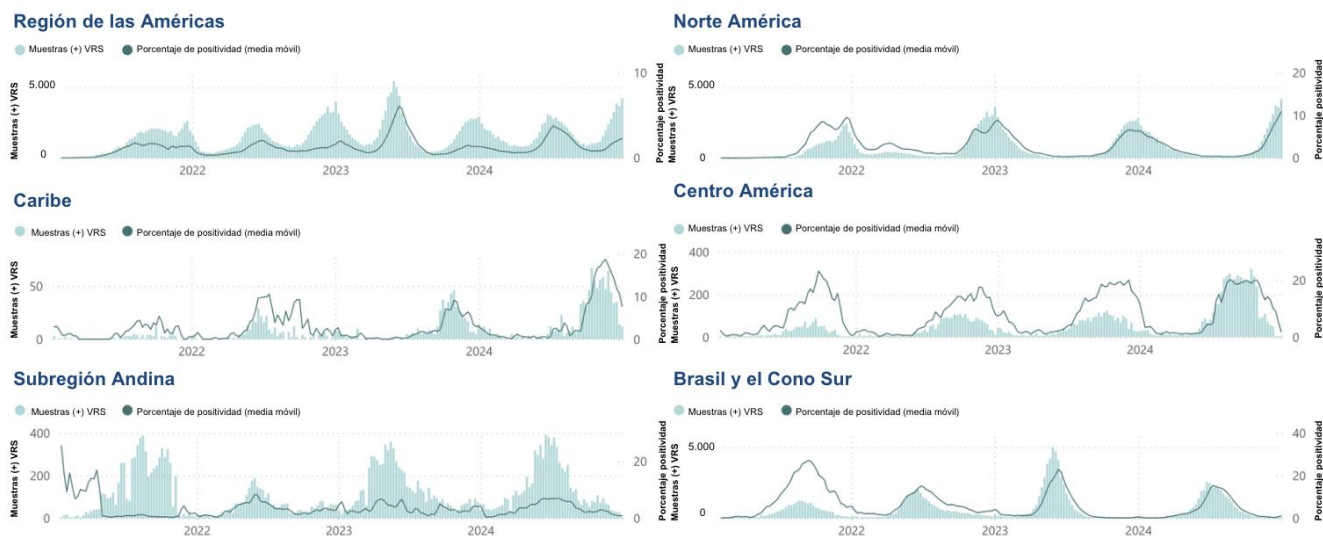 Región de las Américas
Muestras (+) VRS Porcentaje de positividad (media móvil)
Muestras (+) VRS
5.000
0
10
0
Porcentaje positividad
2022 2023 2024
Norte América
Muestras (+) VRS Porcentaje de positividad (media móvil)
Muestras (+) VRS
5.000
0
20
10
0
Porcentaje positividad
2022 2023 2024
Caribe
Muestras (+) VRS Porcentaje de positividad (media móvil)
Muestras (+) VRS
50
0
20
10
0
Porcentaje positividad
2022 2023 2024
Centro América
Muestras (+) VRS Porcentaje de positividad (media móvil)
Muestras (+) VRS
400
200
0
20
0
Porcentaje positividad
2022 2023 2024
Subregión Andina
Muestras (+) VRS Porcentaje de positividad (media móvil)
Muestras (+) VRS
400
200
0
20
0
Porcentaje positividad
2022 2023 2024
Brasil y el Cono Sur
Muestras (+) VRS Porcentaje de positividad (media móvil)
Muestras (+) VRS
5.000
0
40
20
0
Porcentaje positividad
2022 2023 2024